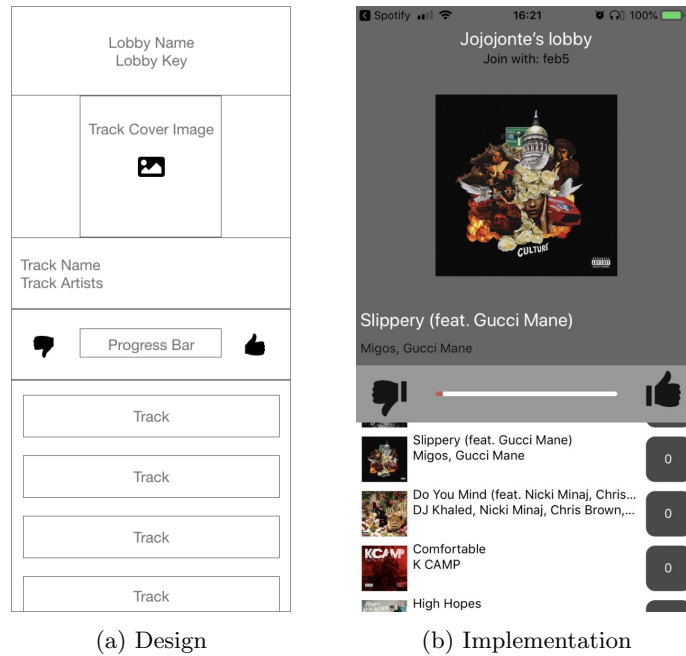 Lobby Name
Lobby Key
Track Cover Image
Track Name
Track Artists
Progress Bar
Track
Track
Track
Track
(a) Design
Spotify 16:21 100%
Jojojonte's lobby
Join with: feb5
CULTURE
Slippery (feat. Gucci Mane)
Migos, Gucci Mane
Slippery (feat. Gucci Mane)
Migos, Gucci Mane
0
Do You Mind (feat. Nicki Minaj, Chris...
DJ Khaled, Nicki Minaj, Chris Brown,...
0
KCAMP
Comfortable
K CAMP
0
High Hopes
(b) Implementation